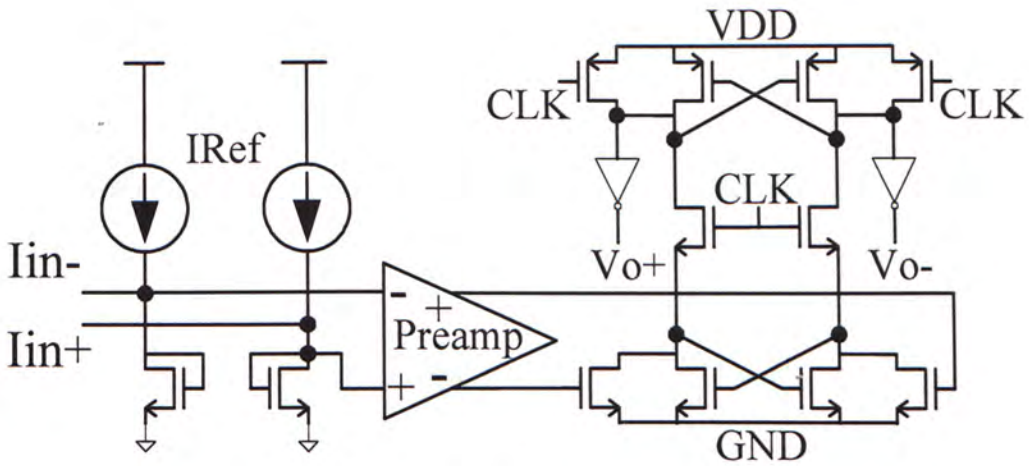 VDD
CLK
CLK
IRef
CLK
Iin-
Vo+
Vo-
Iin+
-
+
Preamp
+
-
GND